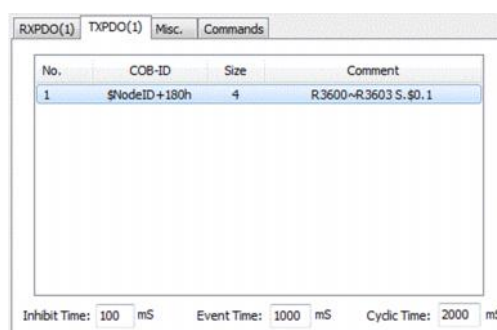 RXPDO(1) TXPDO(1) Misc. Commands
No. COB-ID Size Comment
1 $NodeID+180h 4 R3600~R3603 S.$0.1
Inhibit Time: 100 mS Event Time: 1000 mS Cyclic Time: 2000 mS